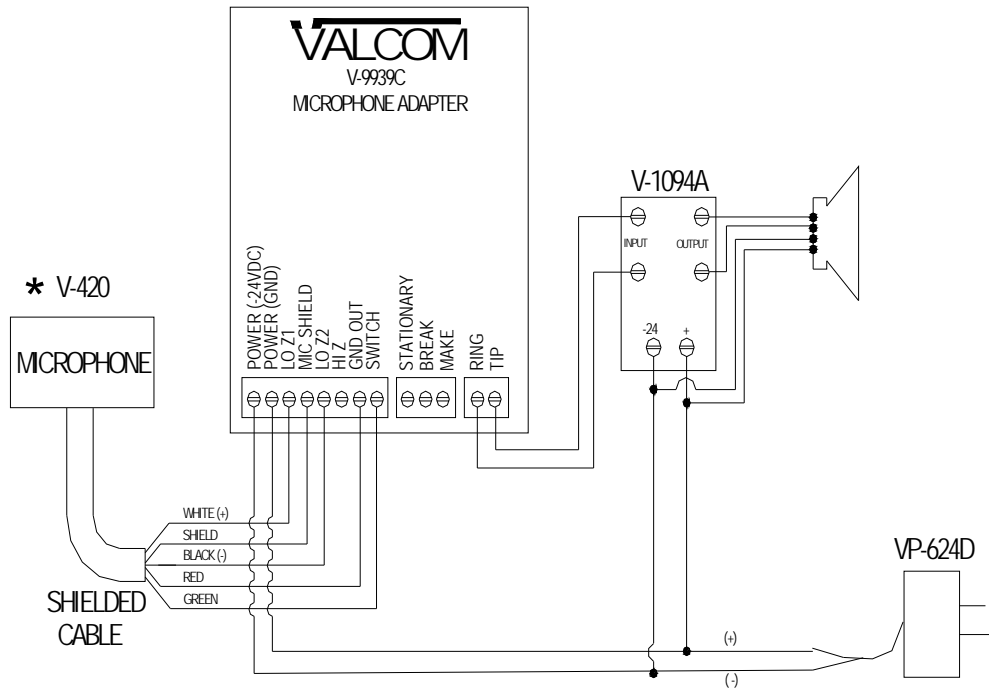 VALCOM
V-9939C
MICROPHONE ADAPTER
V-1094A
INPUT
OUTPUT
-24
+
* V-420
MICROPHONE
POWER (-24VDC)
POWER (GND)
LO Z1
MIC SHIELD
LO Z2
HI Z
GND OUT
SWITCH
STATIONARY
BREAK
MAKE
RING
TIP
WHITE (+)
SHIELD
BLACK (-)
RED
GREEN
SHIELDED
CABLE
VP-624D
(+)
(-)